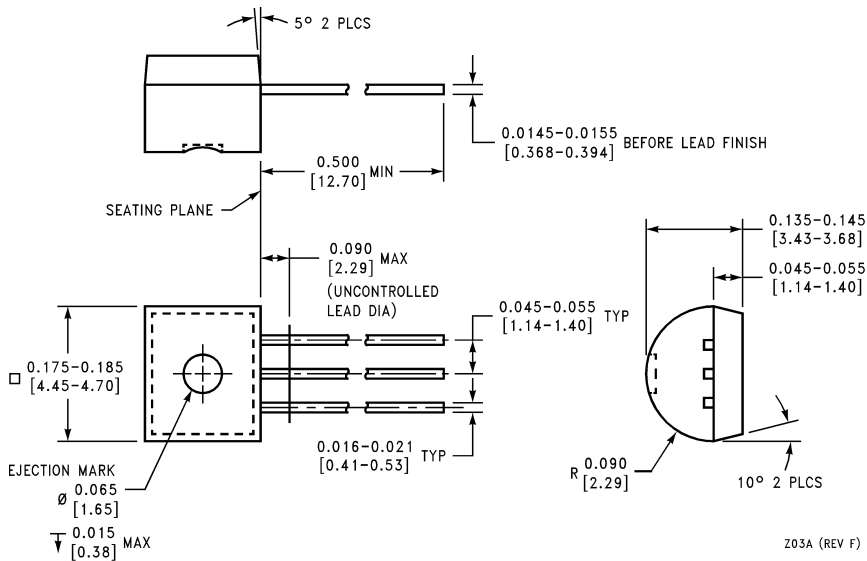 5° 2 PLCS
0.0145-0.0155
[0.368-0.394] BEFORE LEAD FINISH
0.500
[12.70] MIN
SEATING PLANE
0.090
[2.29] MAX
(UNCONTROLLED
LEAD DIA)
0.135-0.145
[3.43-3.68]
0.045-0.055
[1.14-1.40]
0.045-0.055
[1.14-1.40] TYP
0.175-0.185
[4.45-4.70]
0.016-0.021
[0.41-0.53] TYP
EJECTION MARK
Ø 0.065
[1.65]
0.015
[0.38] MAX
R 0.090
[2.29]
10° 2 PLCS
Z03A (REV F)